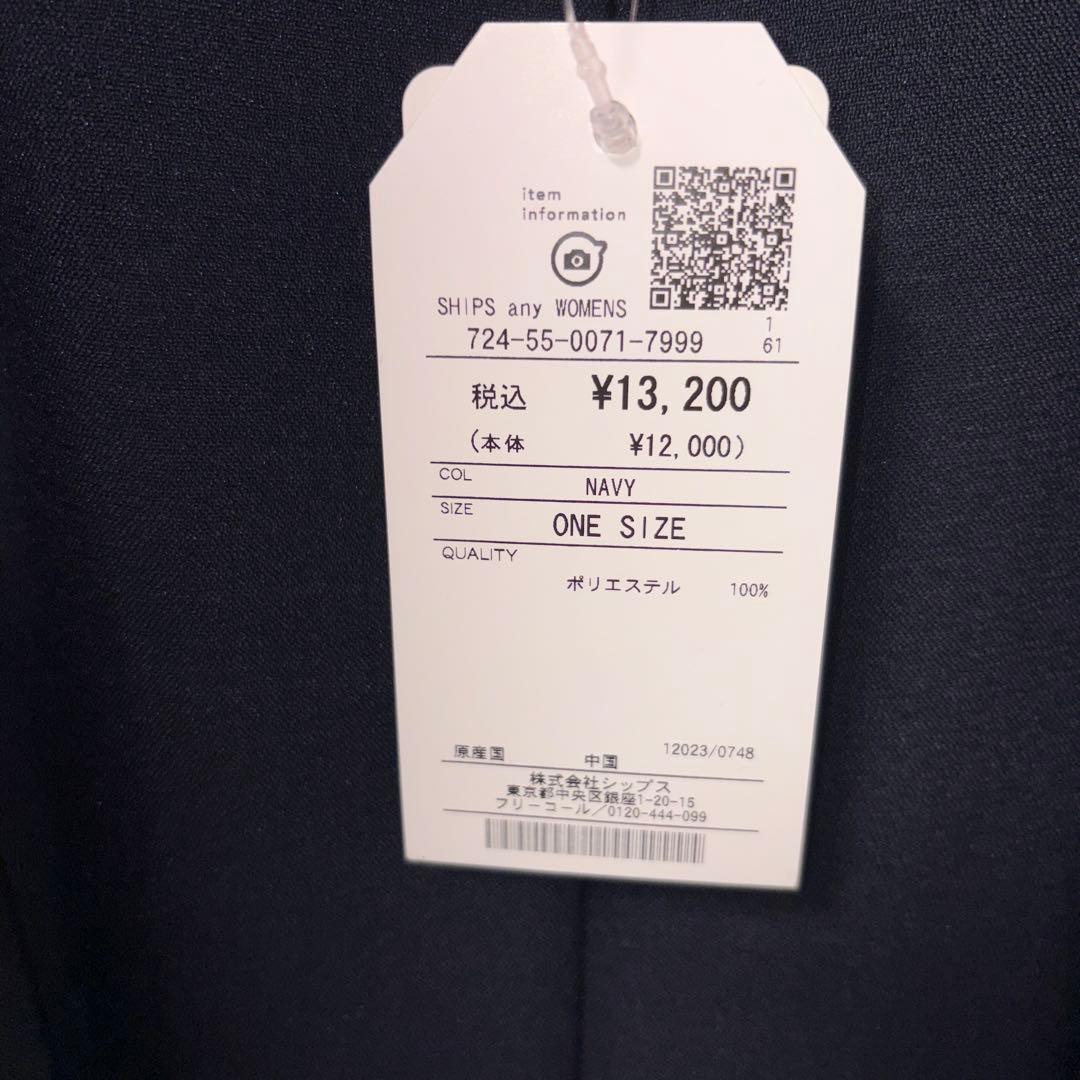 item
information
SHIPS any WOMENS
724-55-0071-7999
1
61
税込 ¥13,200
(本体 ¥12,000)
COL NAVY
SIZE ONE SIZE
QUALITY
ポリエステル 100%
原産国 中国 12023/0748
株式会社シップス
東京都中央区銀座1-20-15
フリーコール/0120-444-099